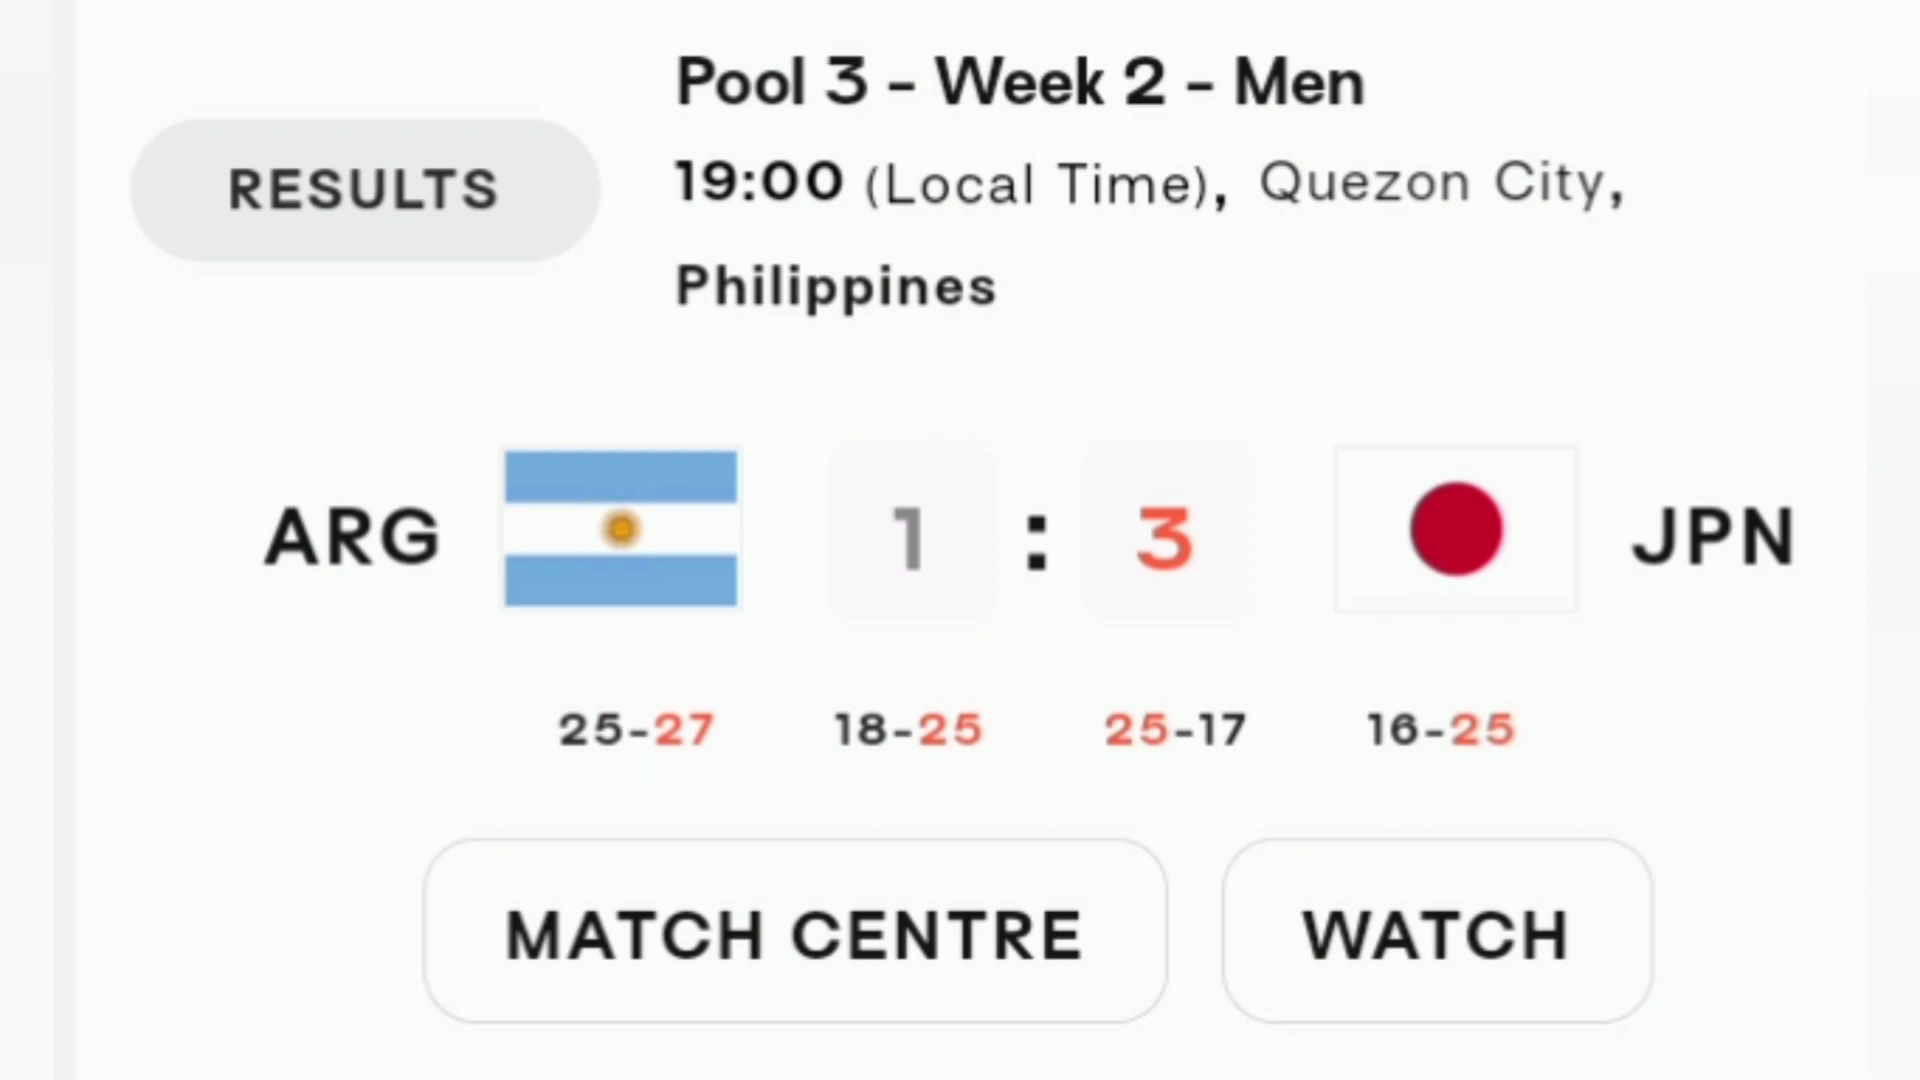 Pool 3 - Week 2 - Men
RESULTS
19:00 (Local Time), Quezon City,
Philippines
ARG 1 : 3 JPN
25-27 18-25 25-17 16-25
MATCH CENTRE WATCH